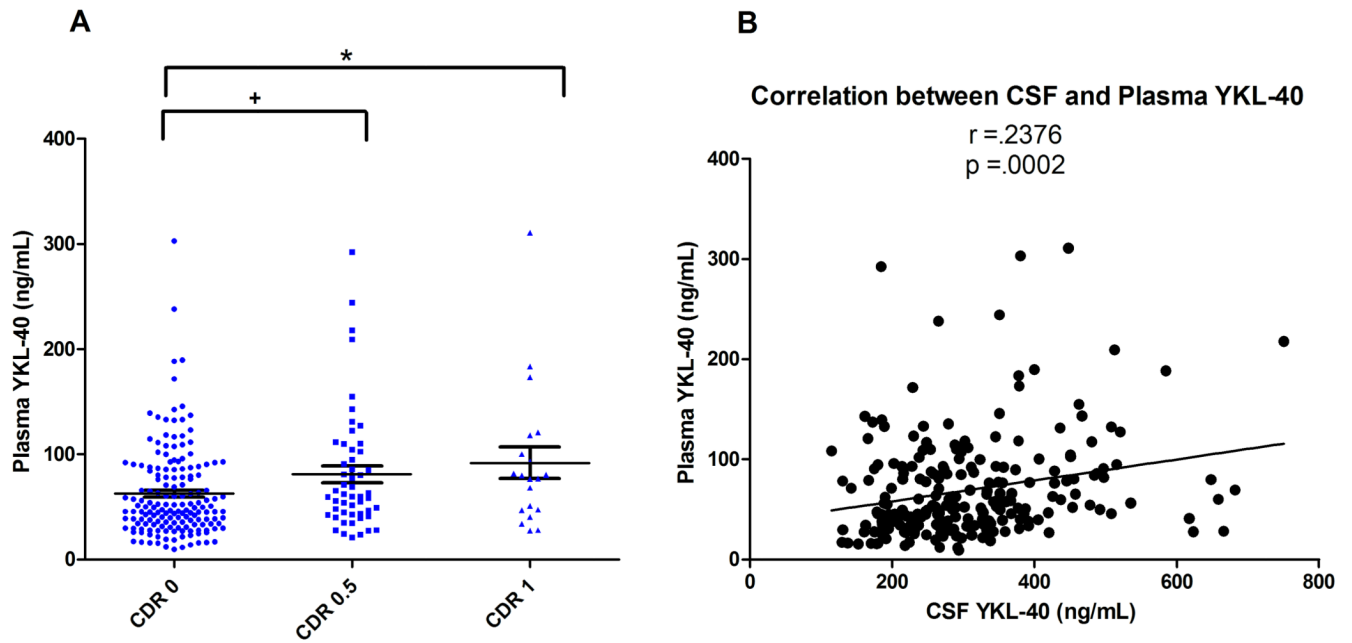 A
*
+
400
300
200
100
0
Plasma YKL-40 (ng/mL)
CDR 0
CDR 0.5
CDR 1
B
Correlation between CSF and Plasma YKL-40
r =.2376
p =.0002
400
300
200
100
0
Plasma YKL-40 (ng/mL)
0
200
400
600
800
CSF YKL-40 (ng/mL)